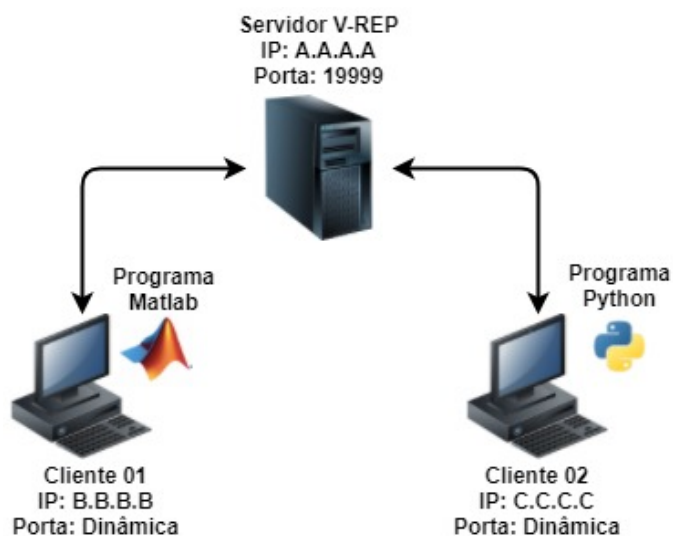 Servidor V-REP
IP: A.A.A.A
Porta: 19999
Programa
Matlab
Programa
Python
Cliente 01
IP: B.B.B.B
Porta: Dinâmica
Cliente 02
IP: C.C.C.C
Porta: Dinâmica